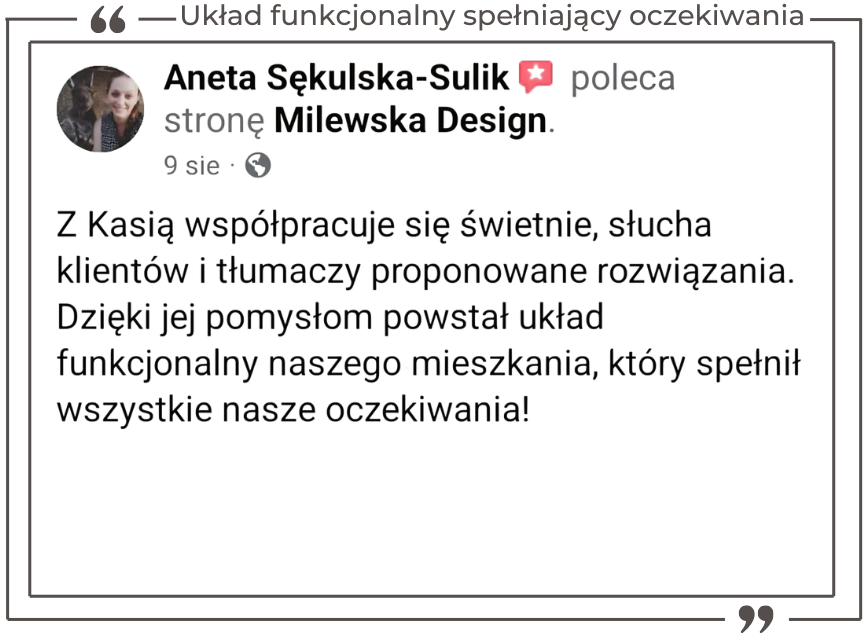 Układ funkcjonalny spełniający oczekiwania
Aneta Sękulska-Sulik poleca
stronę Milewska Design.
9 sie ·
Z Kasią współpracuje się świetnie, słucha
klientów i tłumaczy proponowane rozwiązania.
Dzięki jej pomysłom powstał układ
funkcjonalny naszego mieszkania, który spełnił
wszystkie nasze oczekiwania!